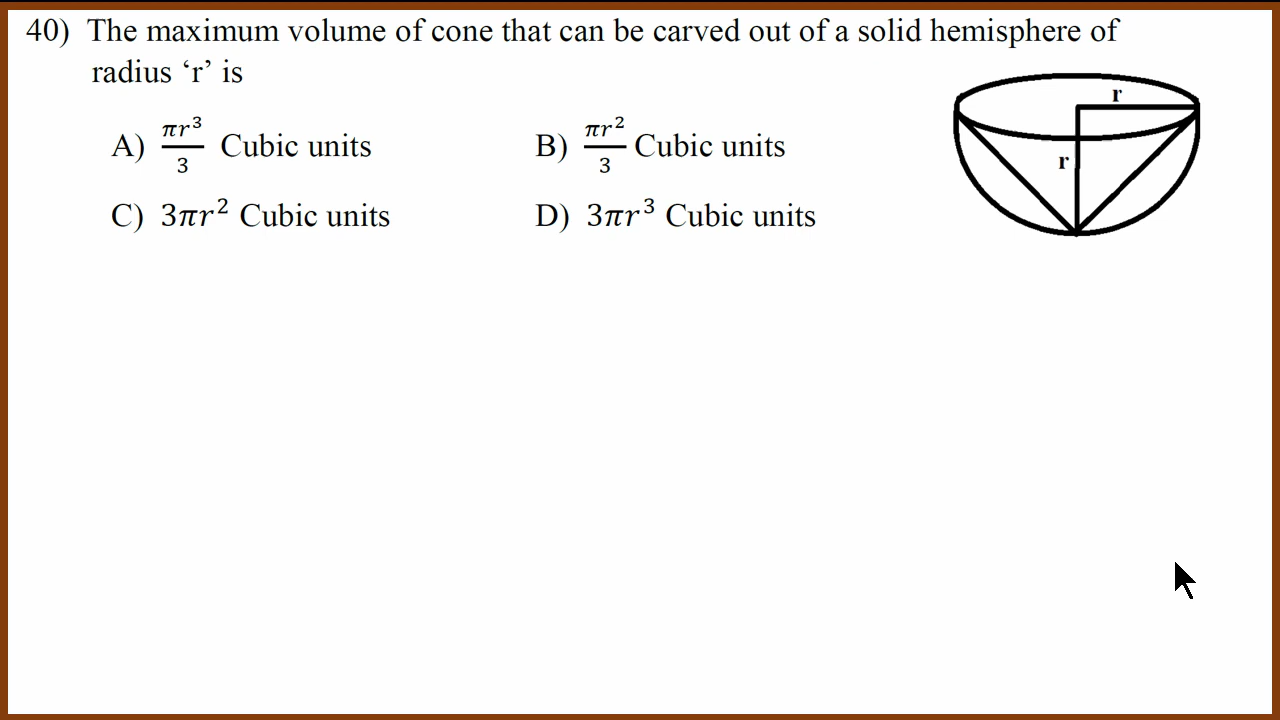 40) The maximum volume of cone that can be carved out of a solid hemisphere of
radius ‘r’ is
A) πr³/3 Cubic units B) πr²/3 Cubic units
C) 3πr² Cubic units D) 3πr³ Cubic units
r
r